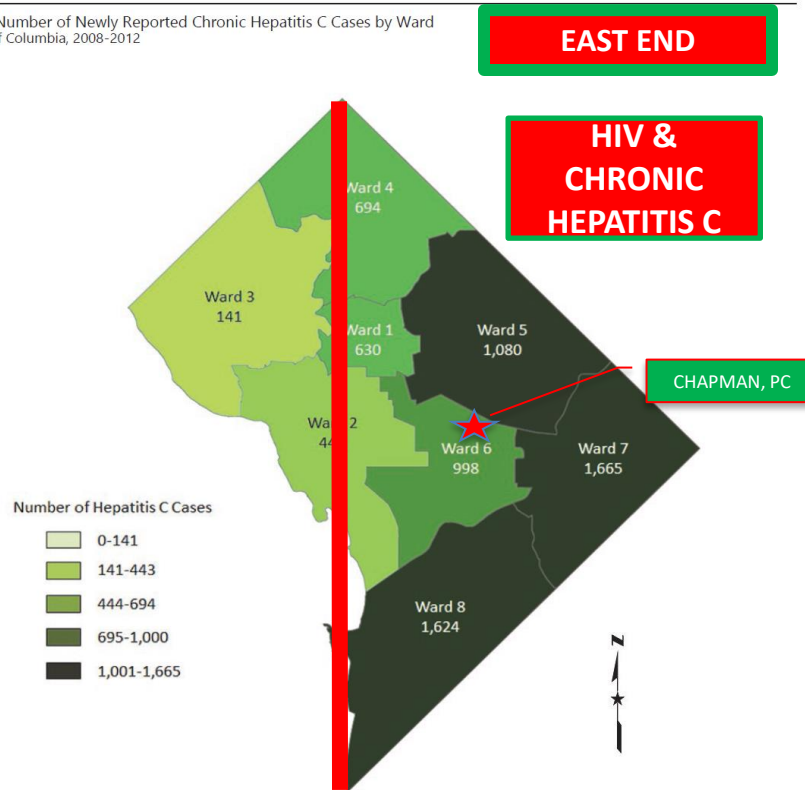 Number of Newly Reported Chronic Hepatitis C Cases by Ward
f Columbia, 2008-2012
EAST END
HIV &
CHRONIC
HEPATITIS C
Ward 4
694
Ward 3
141
Ward 1
630
Ward 5
1,080
CHAPMAN, PC
2
Ward 6
998
Ward 7
1,665
Number of Hepatitis C Cases
0-141
141-443
444-694
695-1,000
1,001-1,665
Ward 8
1,624
N